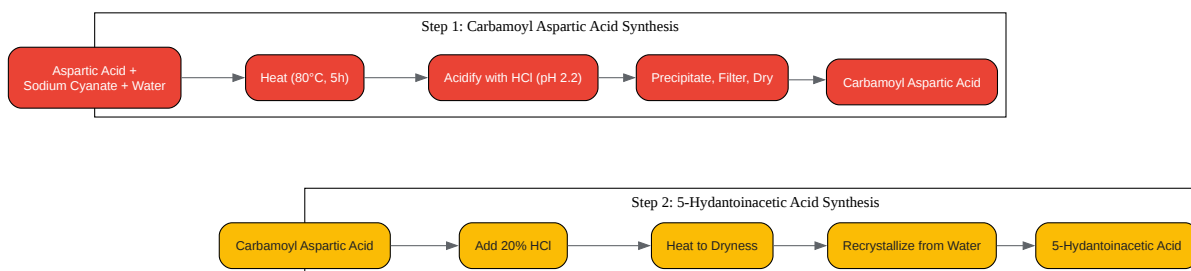 Step 1: Carbamoyl Aspartic Acid Synthesis
Aspartic Acid +
Sodium Cyanate + Water
Heat (80°C, 5h)
Acidify with HCl (pH 2.2)
Precipitate, Filter, Dry
Carbamoyl Aspartic Acid
Step 2: 5-Hydantoinacetic Acid Synthesis
Carbamoyl Aspartic Acid
Add 20% HCl
Heat to Dryness
Recrystallize from Water
5-Hydantoinacetic Acid